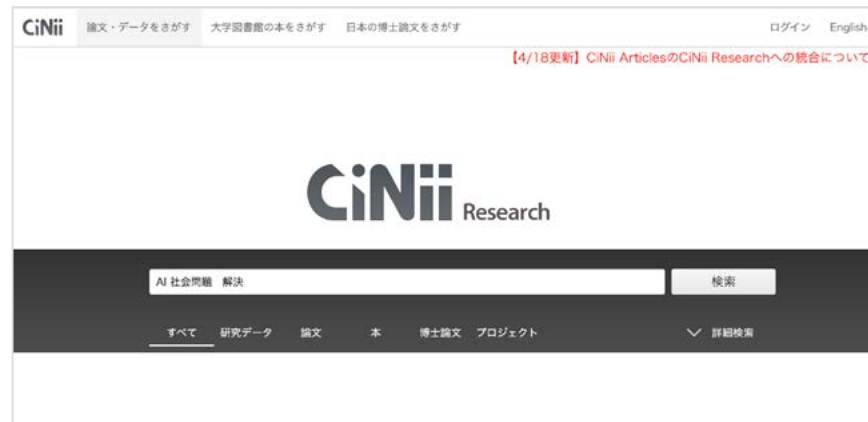 CiNii 論文・データをさがす 大学図書館の本をさがす 日本の博士論文をさがす ログイン English
【4/18更新】CiNii ArticlesのCiNii Researchへの統合について
CiNii Research
AI 社会問題 解決 検索
すべて 研究データ 論文 本 博士論文 プロジェクト 詳細検索